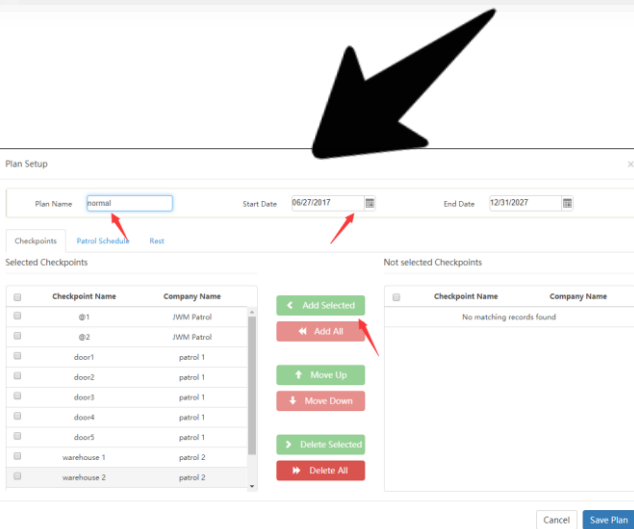 Plan Setup ×
Plan Name normal Start Date 06/27/2017 End Date 12/31/2027
Checkpoints Patrol Schedule Rest
Selected Checkpoints Not selected Checkpoints
Checkpoint Name Company Name
@1 JWM Patrol
@2 JWM Patrol
door1 patrol 1
door2 patrol 1
door3 patrol 1
door4 patrol 1
door5 patrol 1
warehouse 1 patrol 2
warehouse 2 patrol 2
Add Selected
Add All
Move Up
Move Down
Delete Selected
Delete All
Checkpoint Name Company Name
No matching records found
Cancel Save Plan